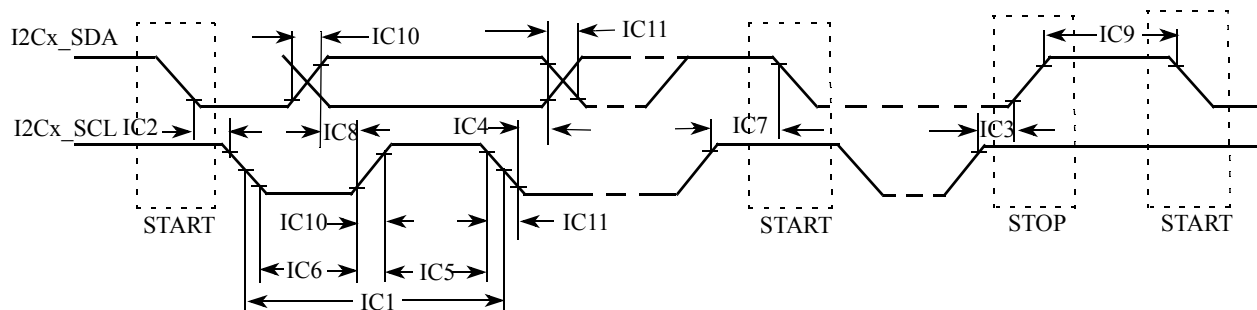 I2Cx_SDA
IC10
IC11
IC9
I2Cx_SCL
IC2
IC8
IC4
IC7
IC3
START
IC10
IC11
START
STOP
START
IC6
IC5
IC1